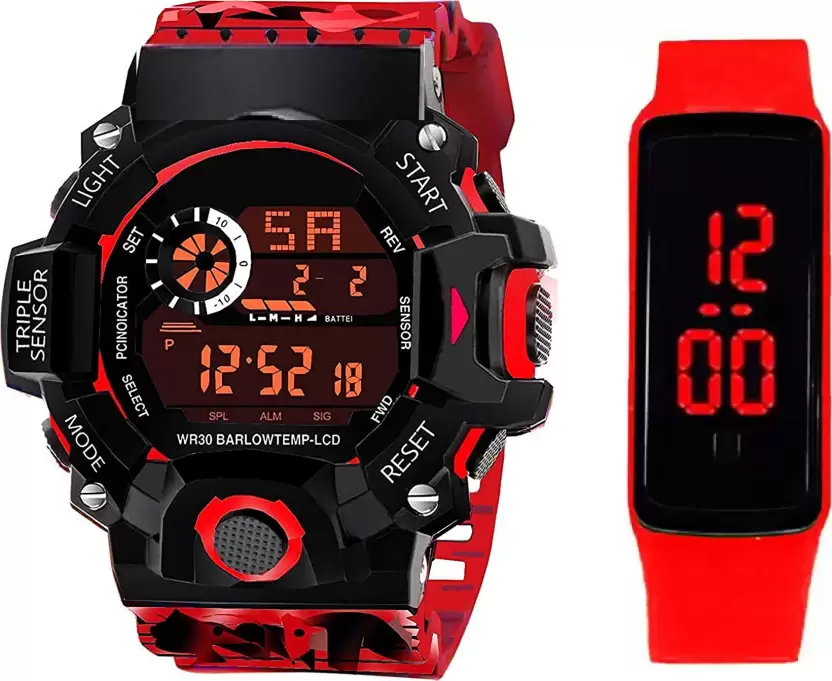 LIGHT
START
SET
10
0
-10
SA
REV
2- 2
L-M-H
BATTEI
TRIPLE
SENSOR
PCINOICATOR
SENSOR
P
12:52 18
SELECT
SPL ALM SIG
FWD
MODE
WR30 BARLOWTEMP-LCD
RESET
12
00